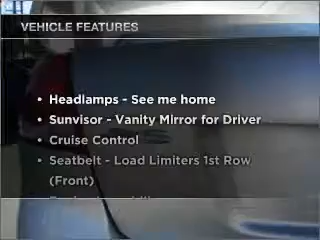 VEHICLE FEATURES
• Headlamps - See me home
• Sunvisor - Vanity Mirror for Driver
• Cruise Control
• Seatbelt - Load Limiters 1st Row
(Front)